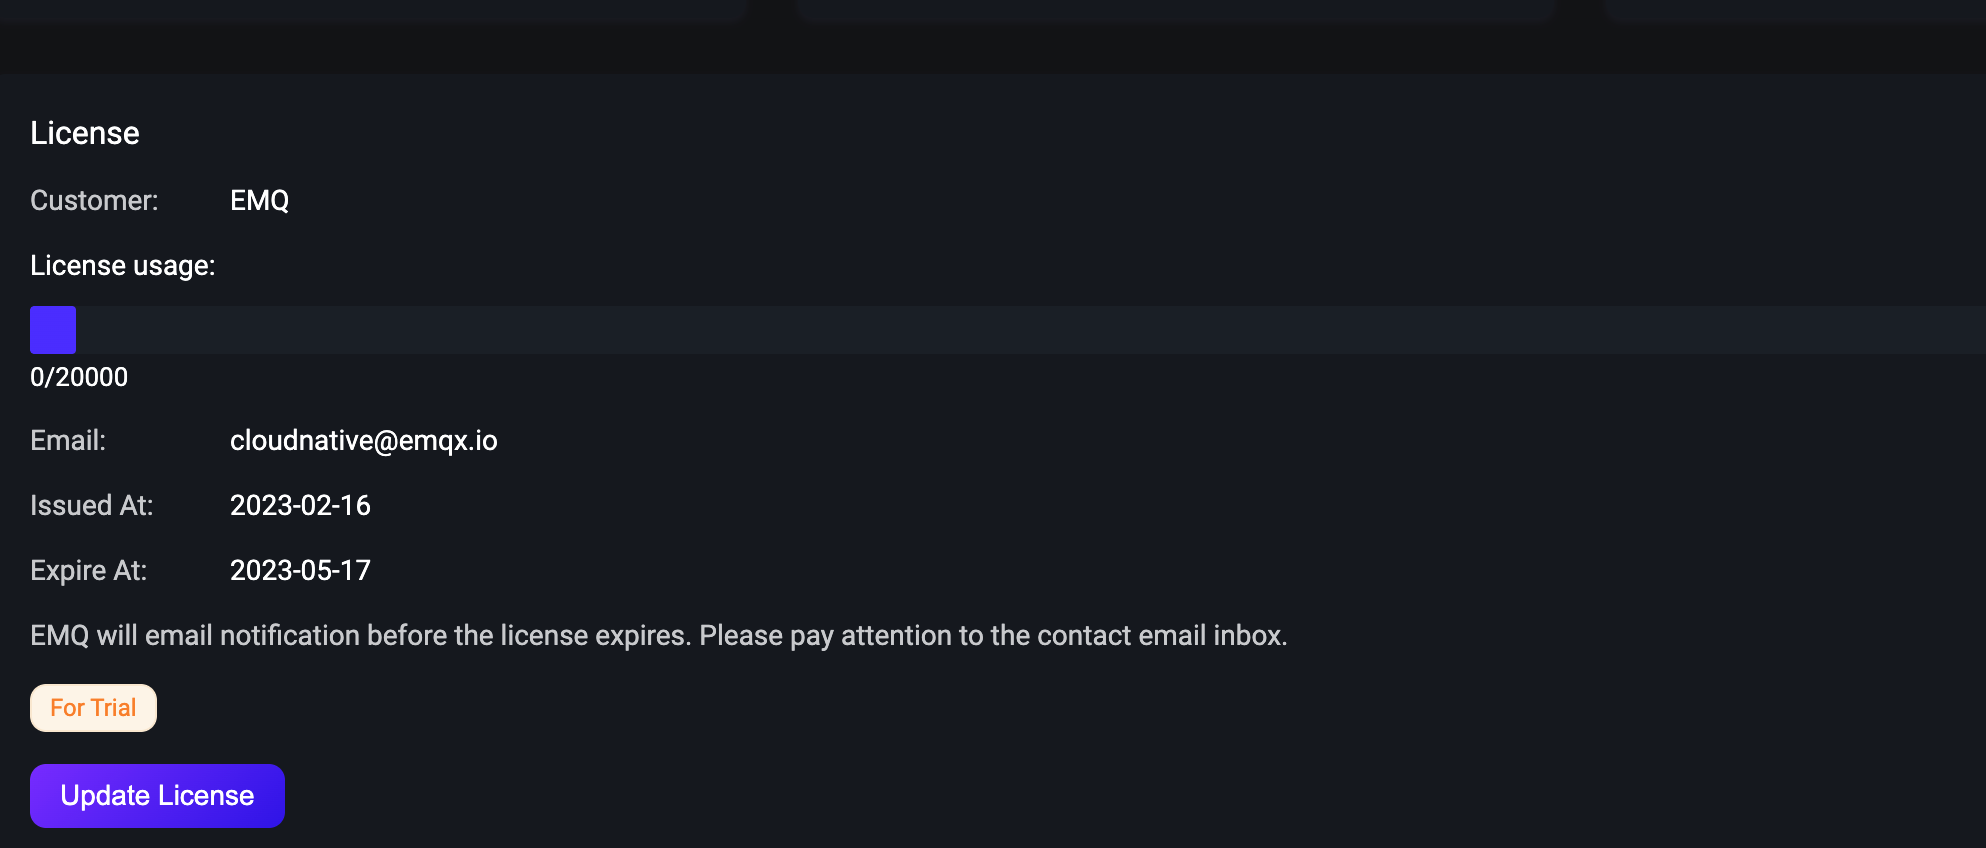 License
Customer: EMQ
License usage:
0/20000
Email: cloudnative@emqx.io
Issued At: 2023-02-16
Expire At: 2023-05-17
EMQ will email notification before the license expires. Please pay attention to the contact email inbox.
For Trial
Update License